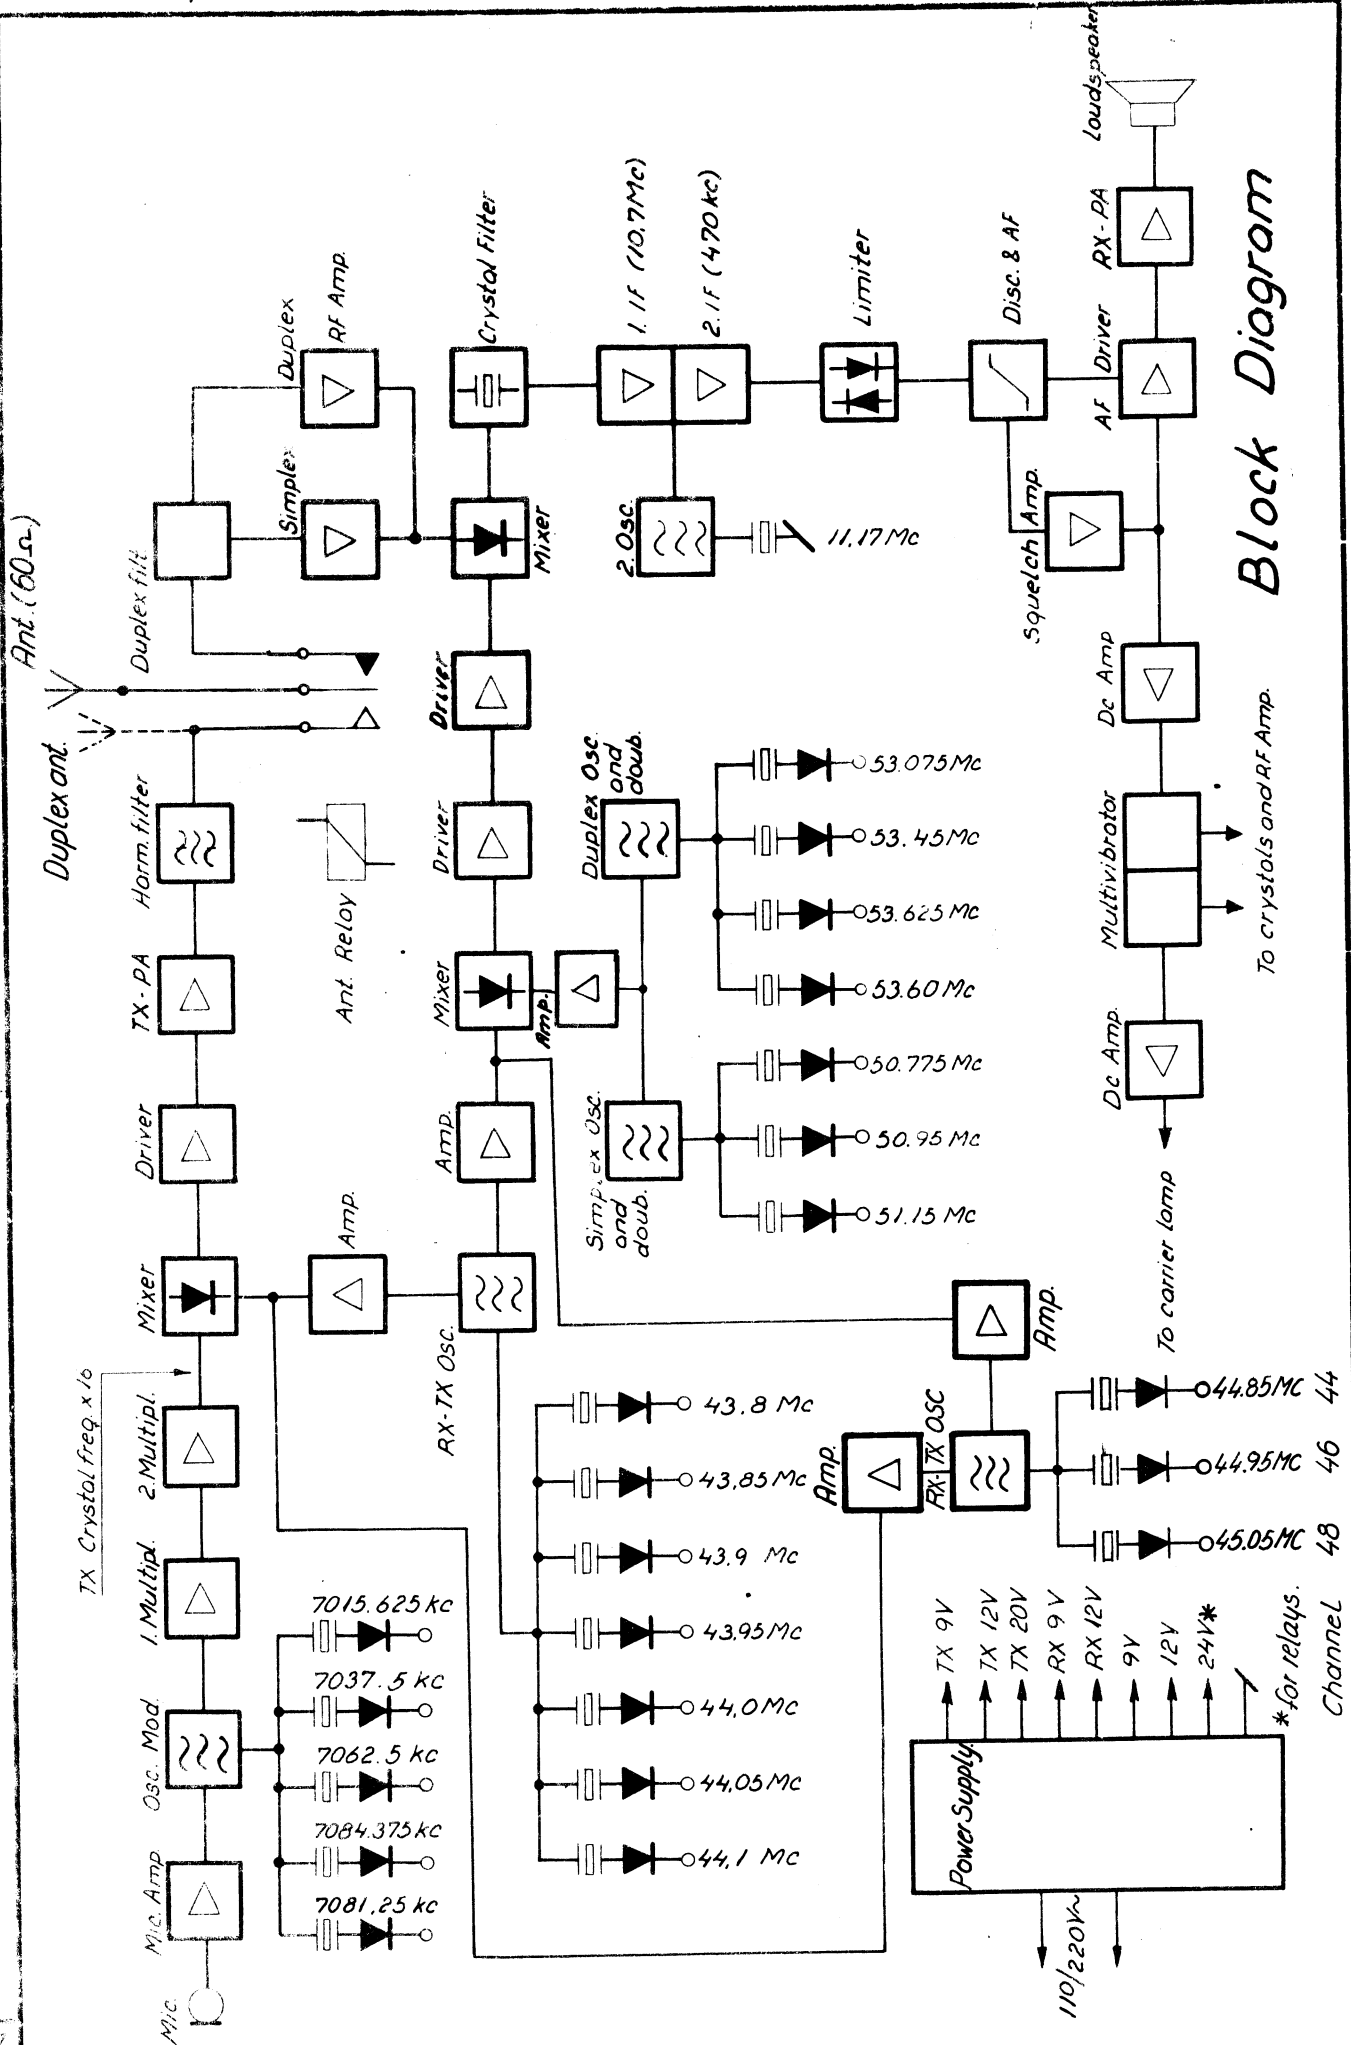 Ant.(60Ω)
Duplex ant.
Duplex filt.
Duplex
RF Amp.
Simplex
Mic.
Mic. Amp
Osc. Mod.
1.Multipl.
2.Multipl.
TX Crystal freq. x 16
Mixer
Driver
TX-PA
Harm.filter
Ant. Relay
7015.625 kc
7037.5 kc
7062.5 kc
7084.375 kc
7081,25 kc
Amp.
RX-TX Osc.
Amp.
Mixer
Driver
Driver
Mixer
Crystal Filter
Amp.
Simplex Osc.
and
doub.
Duplex Osc.
and
doub.
1. IF (10,7Mc)
2. IF (470kc)
2.Osc.
11.17 Mc
Limiter
Disc. & AF
Squelch Amp.
AF Driver
RX-PA
Loudspeaker
53.075 Mc
53.45 Mc
53.625 Mc
53.60 Mc
50.775 Mc
50.95 Mc
51.15 Mc
43.8 Mc
43,85 Mc
43.9 Mc
43,95 Mc
44,0 Mc
44,05 Mc
44,1 Mc
Amp.
RX-TX OSC
Amp.
44.85 MC 44
44.95 MC 46
45.05 MC 48
Channel
Dc Amp
Multivibrator
Dc Amp.
To crystals and RF Amp.
To carrier lamp
Power Supply.
110/220V~
TX 9V
TX 12V
TX 20V
RX 9V
RX 12V
9V
12V
24V*
*for relays.
Block Diagram